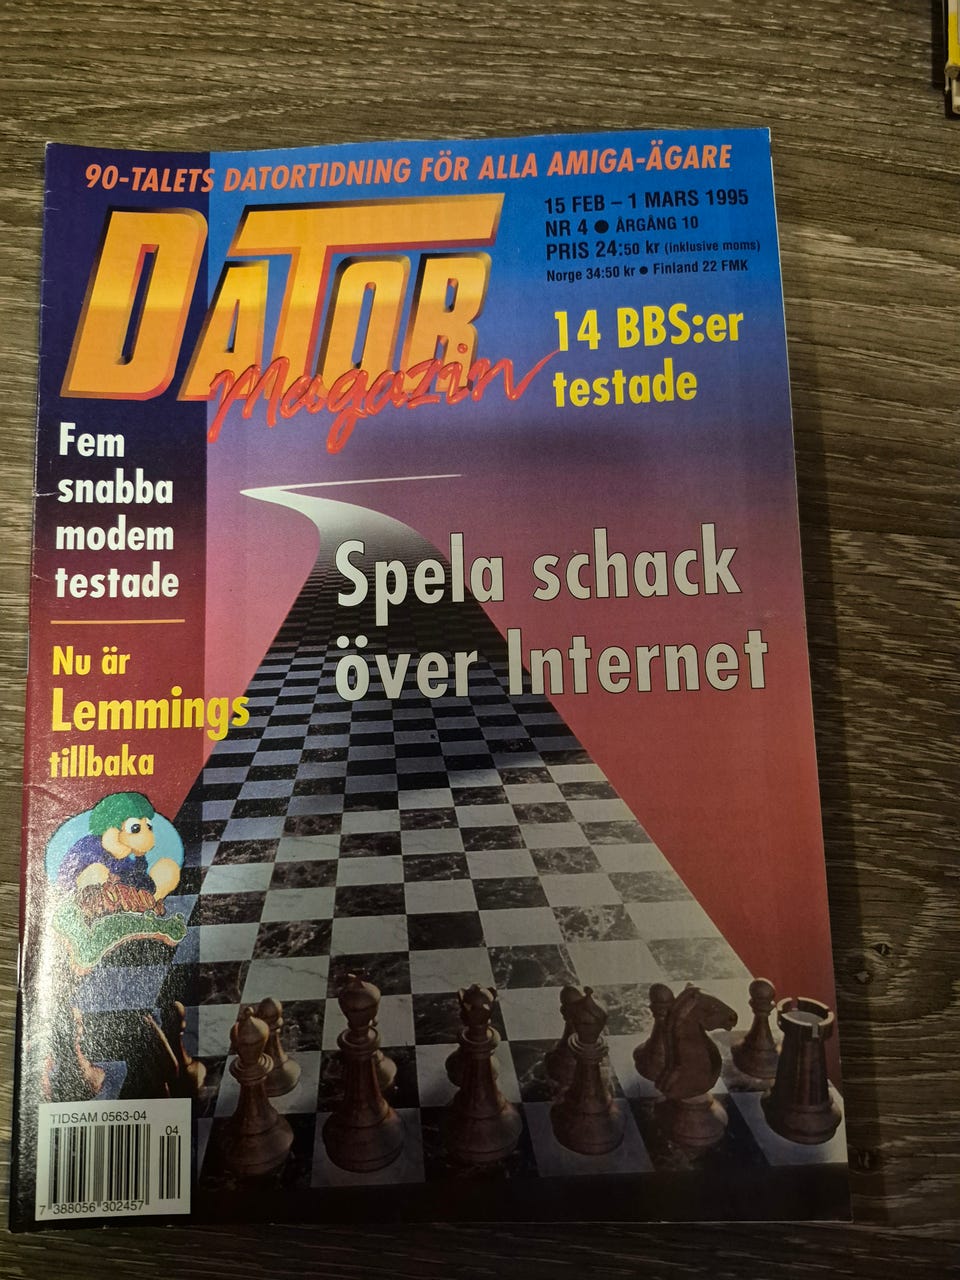 90-TALETS DATORTIDNING FÖR ALLA AMIGA-ÄGARE
DATOR
Magazin
15 FEB – 1 MARS 1995
NR 4 ● ÅRGÅNG 10
PRIS 24:50 kr (inklusive moms)
Norge 34:50 kr ● Finland 22 FMK
14 BBS:er
testade
Fem
snabba
modem
testade
Spela schack
över Internet
Nu är
Lemmings
tillbaka
TIDSAM 0563-04
04
7 388056 302457